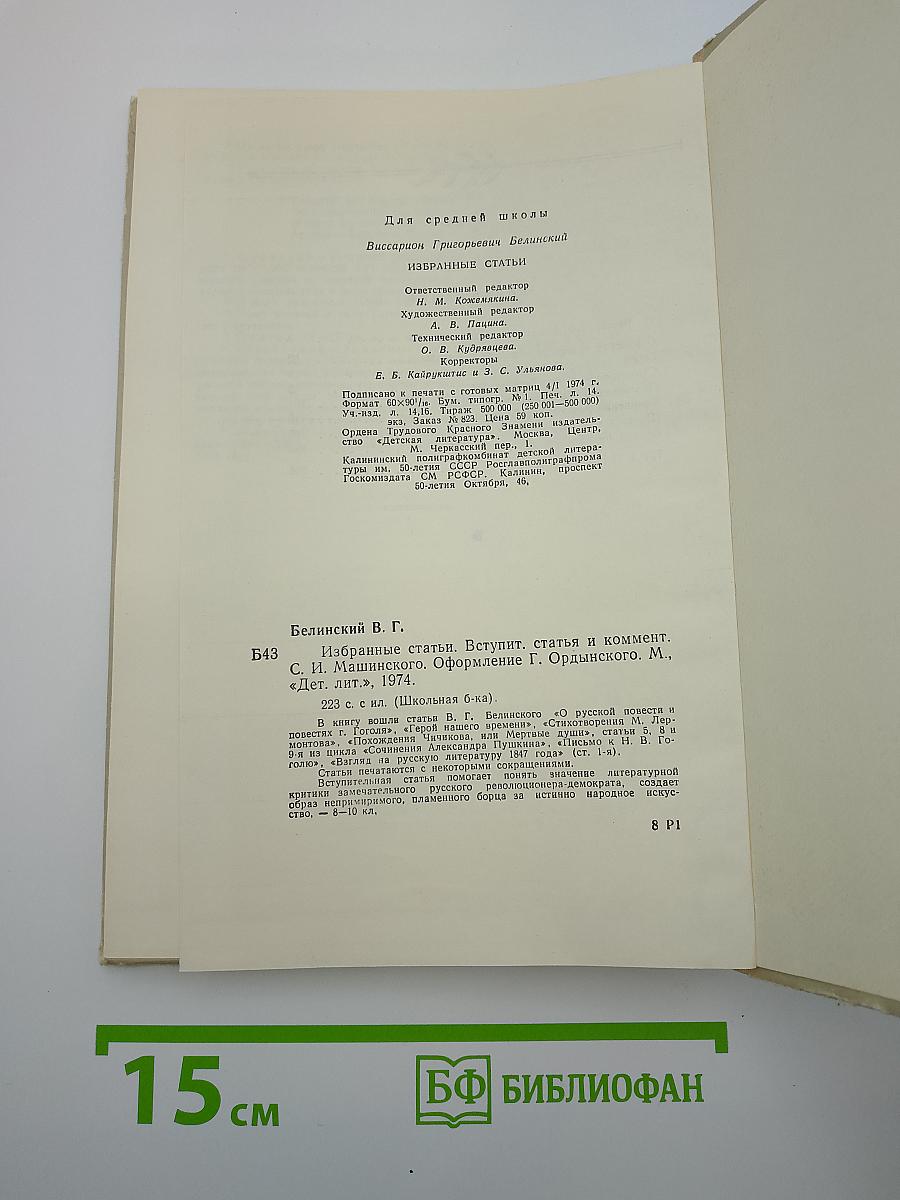 Для средней школы
Виссарион Григорьевич Белинский
ИЗБРАННЫЕ СТАТЬИ
Ответственный редактор
Н. М. Кожемякина.
Художественный редактор
А. В. Пацина.
Технический редактор
О. В. Кудрявцева.
Корректоры
Е. Б. Кайрукштис и З. С. Ульянова.
Подписано к печати с готовых матриц 4/I 1974 г.
Формат 60×90¹/₁₆. Бум. типогр. № 1. Печ. л. 14.
Уч.-изд. л. 14,16. Тираж 500 000 (250 001—500 000)
экз. Заказ № 823. Цена 59 коп.
Ордена Трудового Красного Знамени издатель-
ство «Детская литература». Москва, Центр,
М. Черкасский пер., 1.
Калининский полиграфкомбинат детской литера-
туры им. 50-летия СССР Росглавполиграфпрома
Госкомиздата СМ РСФСР. Калинин, проспект
50-летия Октября, 46.
Белинский В. Г.
Б43 Избранные статьи. Вступит. статья и коммент.
С. И. Машинского. Оформление Г. Ордынского. М.,
«Дет. лит.», 1974.
223 с. с ил. (Школьная б-ка).
В книгу вошли статьи В. Г. Белинского «О русской повести и
повестях г. Гоголя», «Герой нашего времени», «Стихотворения М. Лер-
монтова», «Похождения Чичикова, или Мертвые души», статьи 5, 8 и
9-я из цикла «Сочинения Александра Пушкина», «Письмо к Н. В. Го-
голю», «Взгляд на русскую литературу 1847 года» (ст. 1-я).
Статьи печатаются с некоторыми сокращениями.
Вступительная статья помогает понять значение литературной
критики замечательного русского революционера-демократа, создает
образ непримиримого, пламенного борца за истинно народное искус-
ство. — 8—10 кл.
8 Р1
15 см
БФ БИБЛИОФАН